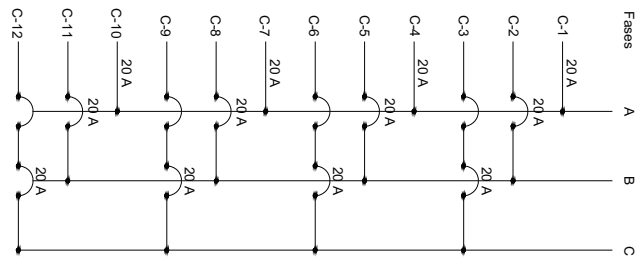 Fases A B C
C-1 20 A
C-2 20 A
C-3 20 A
C-4 20 A
C-5 20 A
C-6 20 A
C-7 20 A
C-8 20 A
C-9 20 A
C-10 20 A
C-11 20 A
C-12 20 A